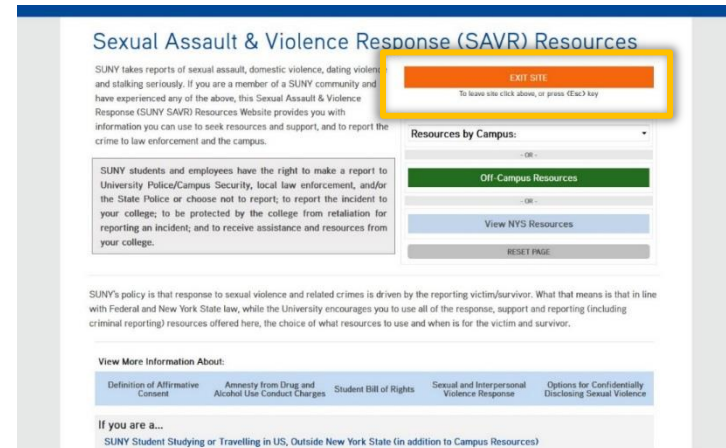 Sexual Assault & Violence Response (SAVR) Resources
SUNY takes reports of sexual assault, domestic violence, dating violence
and stalking seriously. If you are a member of a SUNY community and
have experienced any of the above, this Sexual Assault & Violence
Response (SUNY SAVR) Resources Website provides you with
information you can use to seek resources and support, and to report the
crime to law enforcement and the campus.
SUNY students and employees have the right to make a report to
University Police/Campus Security, local law enforcement, and/or
the State Police or choose not to report; to report the incident to
your college; to be protected by the college from retaliation for
reporting an incident; and to receive assistance and resources from
your college.
EXIT SITE
To leave site click above, or press <Esc> key
Resources by Campus:
- OR -
Off-Campus Resources
- OR -
View NYS Resources
RESET PAGE
SUNY's policy is that response to sexual violence and related crimes is driven by the reporting victim/survivor. What that means is that in line
with Federal and New York State law, while the University encourages you to use all of the response, support and reporting (including
criminal reporting) resources offered here, the choice of what resources to use and when is for the victim and survivor.
View More Information About:
Definition of Affirmative
Consent
Amnesty from Drug and
Alcohol Use Conduct Charges
Student Bill of Rights
Sexual and Interpersonal
Violence Response
Options for Confidentially
Disclosing Sexual Violence
If you are a...
SUNY Student Studying or Travelling in US, Outside New York State (in addition to Campus Resources)